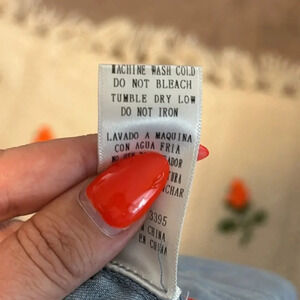 MACHINE WASH COLD
DO NOT BLEACH
TUMBLE DRY LOW
DO NOT IRON
LAVADO A MAQUINA
CON AGUA FRIA
3395
CHINA
EN CHINA